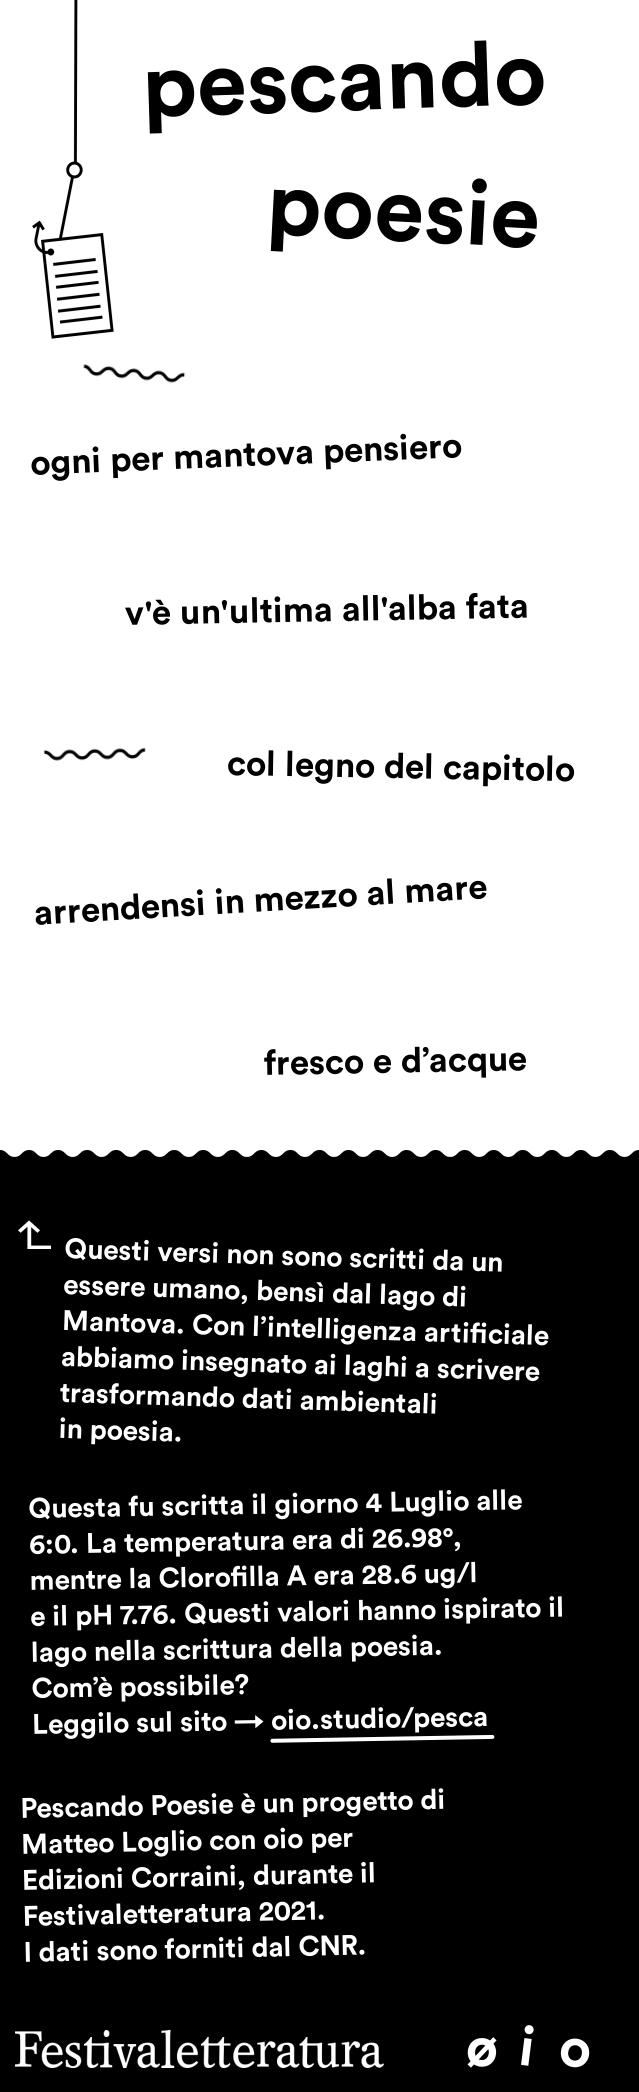 pescando
poesie
ogni per mantova pensiero
v'è un'ultima all'alba fata
col legno del capitolo
arrendensi in mezzo al mare
fresco e d’acque
Questi versi non sono scritti da un
essere umano, bensì dal lago di
Mantova. Con l’intelligenza artificiale
abbiamo insegnato ai laghi a scrivere
trasformando dati ambientali
in poesia.
Questa fu scritta il giorno 4 Luglio alle
6:0. La temperatura era di 26.98°,
mentre la Clorofilla A era 28.6 ug/l
e il pH 7.76. Questi valori hanno ispirato il
lago nella scrittura della poesia.
Com’è possibile?
Leggilo sul sito → oio.studio/pesca
Pescando Poesie è un progetto di
Matteo Loglio con oio per
Edizioni Corraini, durante il
Festivaletteratura 2021.
I dati sono forniti dal CNR.
Festivaletteratura øio